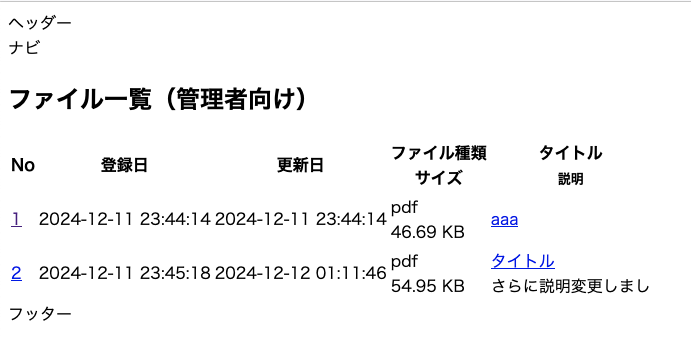 ヘッダー
ナビ
ファイル一覧（管理者向け）
No 登録日 更新日 ファイル種類 タイトル
サイズ 説明
1 2024-12-11 23:44:14 2024-12-11 23:44:14 pdf aaa
46.69 KB
2 2024-12-11 23:45:18 2024-12-12 01:11:46 pdf タイトル
54.95 KB さらに説明変更しまし
フッター